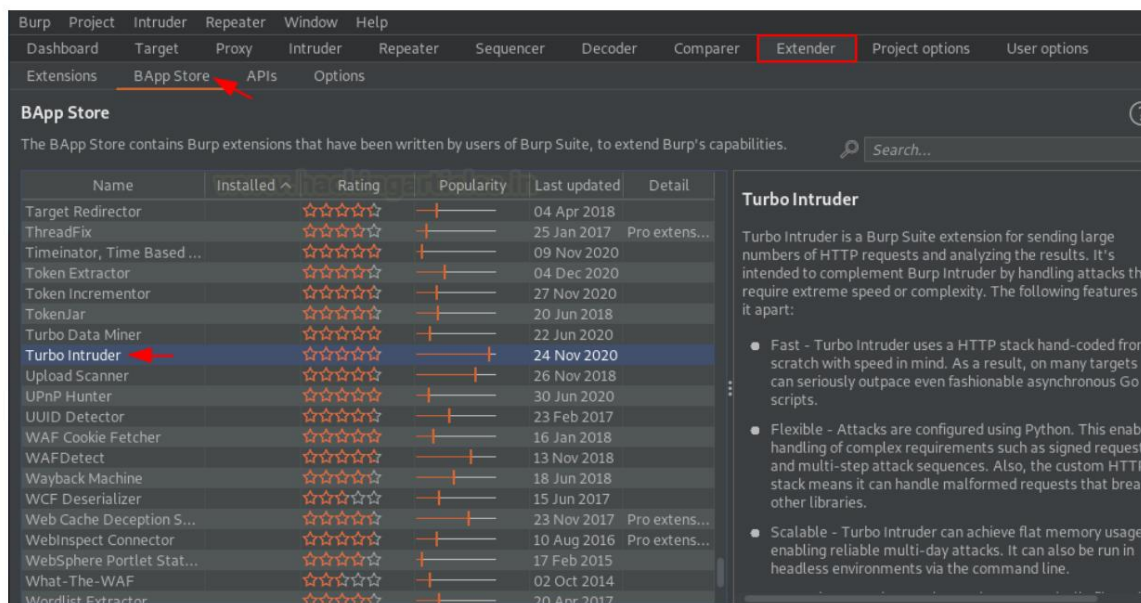 Burp Project Intruder Repeater Window Help
Dashboard Target Proxy Intruder Repeater Sequencer Decoder Comparer Extender Project options User options
Extensions BApp Store APIs Options
BApp Store
The BApp Store contains Burp extensions that have been written by users of Burp Suite, to extend Burp's capabilities.
Search...
www.hackingarticles.in
Name Installed Rating Popularity Last updated Detail
Target Redirector 04 Apr 2018
ThreadFix 25 Jan 2017 Pro extens...
Timeinator, Time Based ... 09 Nov 2020
Token Extractor 04 Dec 2020
Token Incrementor 27 Nov 2020
TokenJar 20 Jun 2018
Turbo Data Miner 22 Jun 2020
Turbo Intruder 24 Nov 2020
Upload Scanner 26 Nov 2018
UPnP Hunter 30 Jun 2020
UUID Detector 23 Feb 2017
WAF Cookie Fetcher 16 Jan 2018
WAFDetect 13 Nov 2018
Wayback Machine 18 Jun 2018
WCF Deserializer 15 Jun 2017
Web Cache Deception S... 23 Nov 2017 Pro extens...
WebInspect Connector 10 Aug 2016 Pro extens...
WebSphere Portlet Stat... 17 Feb 2015
What-The-WAF 02 Oct 2014
Wordlist Extractor 20 Apr 2017
Turbo Intruder
Turbo Intruder is a Burp Suite extension for sending large
numbers of HTTP requests and analyzing the results. It's
intended to complement Burp Intruder by handling attacks th
require extreme speed or complexity. The following features
it apart:
Fast - Turbo Intruder uses a HTTP stack hand-coded fro
scratch with speed in mind. As a result, on many targets
can seriously outpace even fashionable asynchronous Go
scripts.
Flexible - Attacks are configured using Python. This enab
handling of complex requirements such as signed request
and multi-step attack sequences. Also, the custom HTTP
stack means it can handle malformed requests that brea
other libraries.
Scalable - Turbo Intruder can achieve flat memory usage
enabling reliable multi-day attacks. It can also be run in
headless environments via the command line.